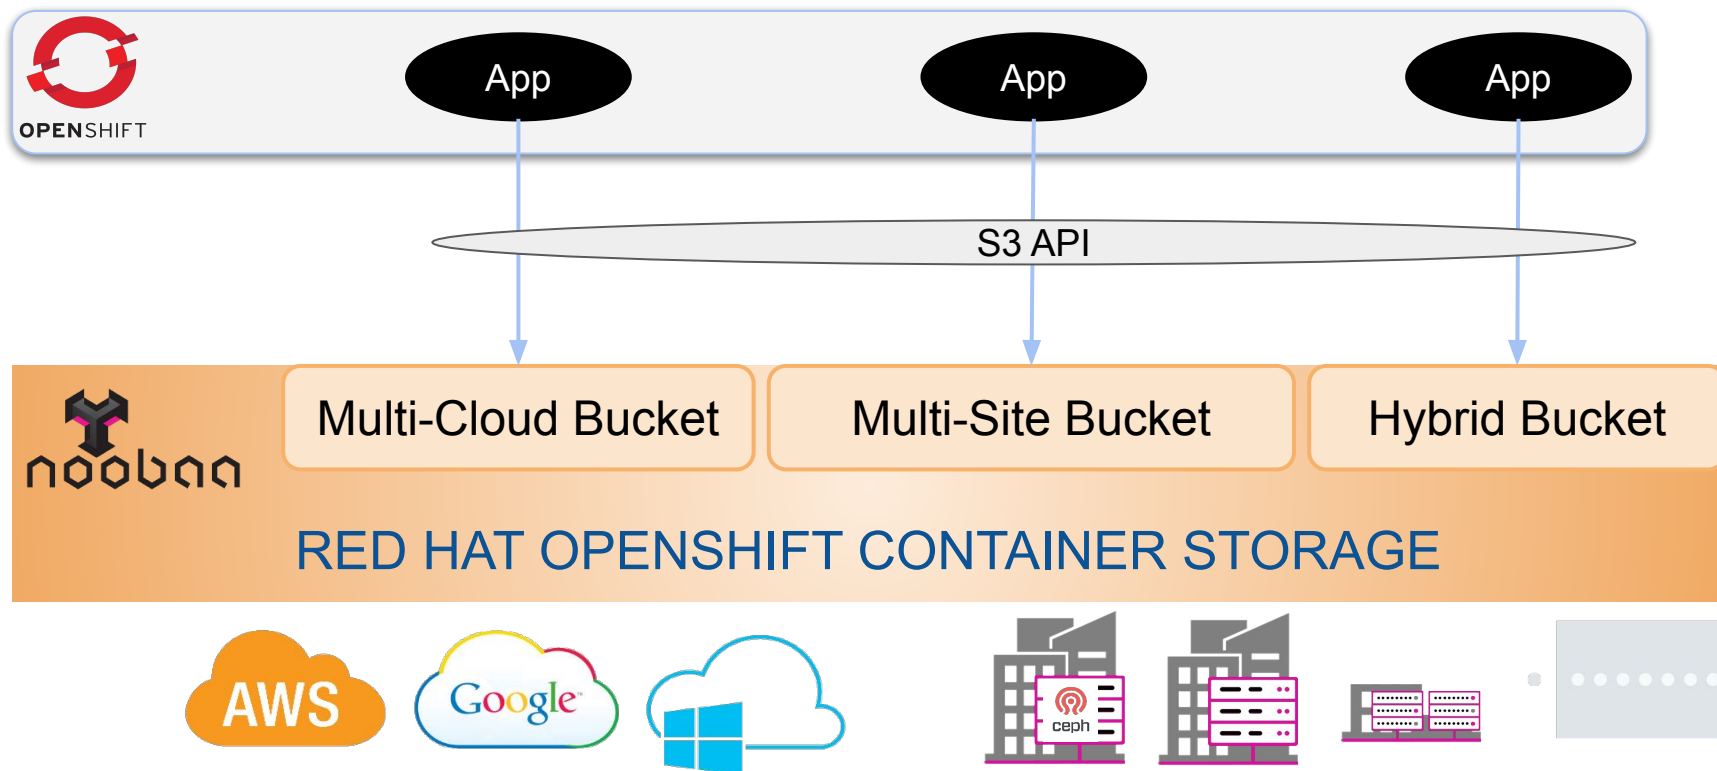 App
App
App
OPENSHIFT
S3 API
Multi-Cloud Bucket
Multi-Site Bucket
Hybrid Bucket
noobaa
RED HAT OPENSHIFT CONTAINER STORAGE
AWS
Google™
ceph